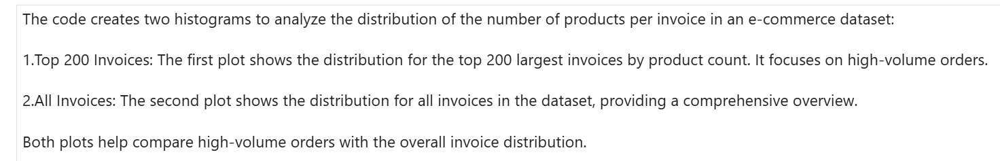 The code creates two histograms to analyze the distribution of the number of products per invoice in an e-commerce dataset:
1.Top 200 Invoices: The first plot shows the distribution for the top 200 largest invoices by product count. It focuses on high-volume orders.
2.All Invoices: The second plot shows the distribution for all invoices in the dataset, providing a comprehensive overview.
Both plots help compare high-volume orders with the overall invoice distribution.